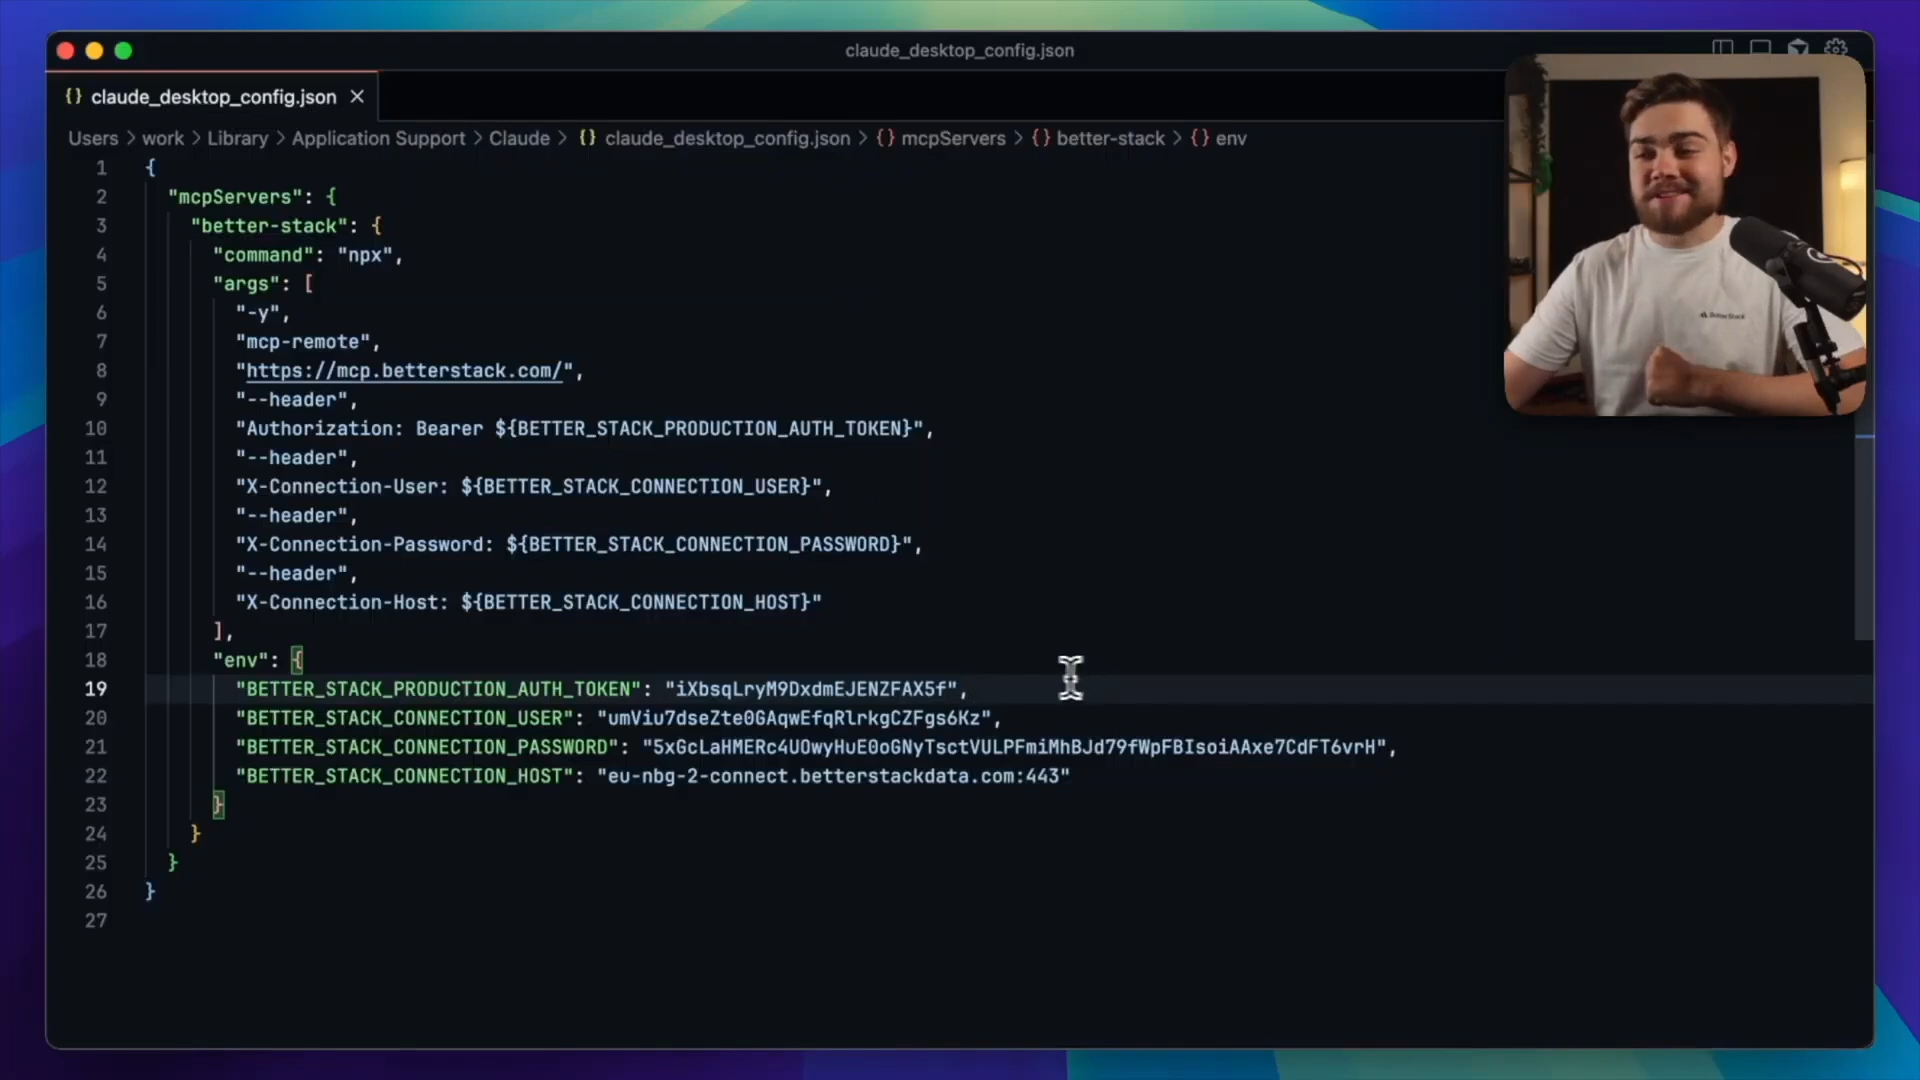 claude_desktop_config.json
{} claude_desktop_config.json ×
Users > work > Library > Application Support > Claude > {} claude_desktop_config.json > {} mcpServers > {} better-stack > {} env
1 {
2 "mcpServers": {
3 "better-stack": {
4 "command": "npx",
5 "args": [
6 "-y",
7 "mcp-remote",
8 "https://mcp.betterstack.com/",
9 "--header",
10 "Authorization: Bearer ${BETTER_STACK_PRODUCTION_AUTH_TOKEN}",
11 "--header",
12 "X-Connection-User: ${BETTER_STACK_CONNECTION_USER}",
13 "--header",
14 "X-Connection-Password: ${BETTER_STACK_CONNECTION_PASSWORD}",
15 "--header",
16 "X-Connection-Host: ${BETTER_STACK_CONNECTION_HOST}"
17 ],
18 "env": {
19 "BETTER_STACK_PRODUCTION_AUTH_TOKEN": "iXbsqLryM9DxdmEJENZFAX5f",
20 "BETTER_STACK_CONNECTION_USER": "umViu7dseZte0GAqwEfqRlrkgCZFgs6Kz",
21 "BETTER_STACK_CONNECTION_PASSWORD": "5xGcLaHMERc4UOwyHuE0oGNyTsctVULPFmiMhBJd79fWpFBIsoiAAxe7CdFT6vrH",
22 "BETTER_STACK_CONNECTION_HOST": "eu-nbg-2-connect.betterstackdata.com:443"
23 }
24 }
25 }
26 }
27
Better Stack